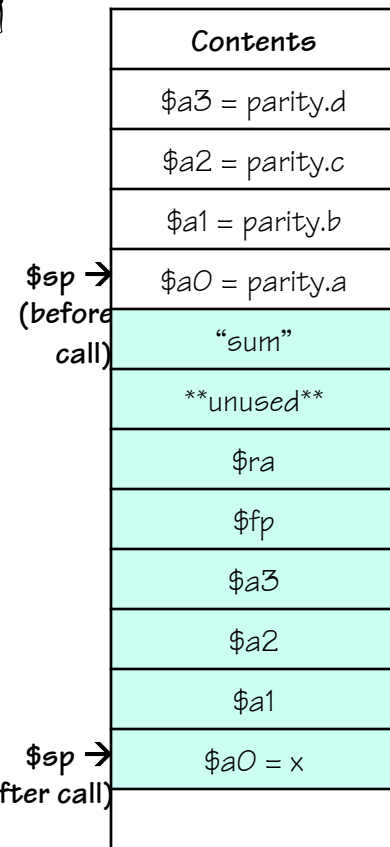 Contents
$a3 = parity.d
$a2 = parity.c
$a1 = parity.b
$sp →
(before
call)
$a0 = parity.a
“sum”
**unused**
$ra
$fp
$a3
$a2
$a1
$sp →
fter call)
$a0 = x